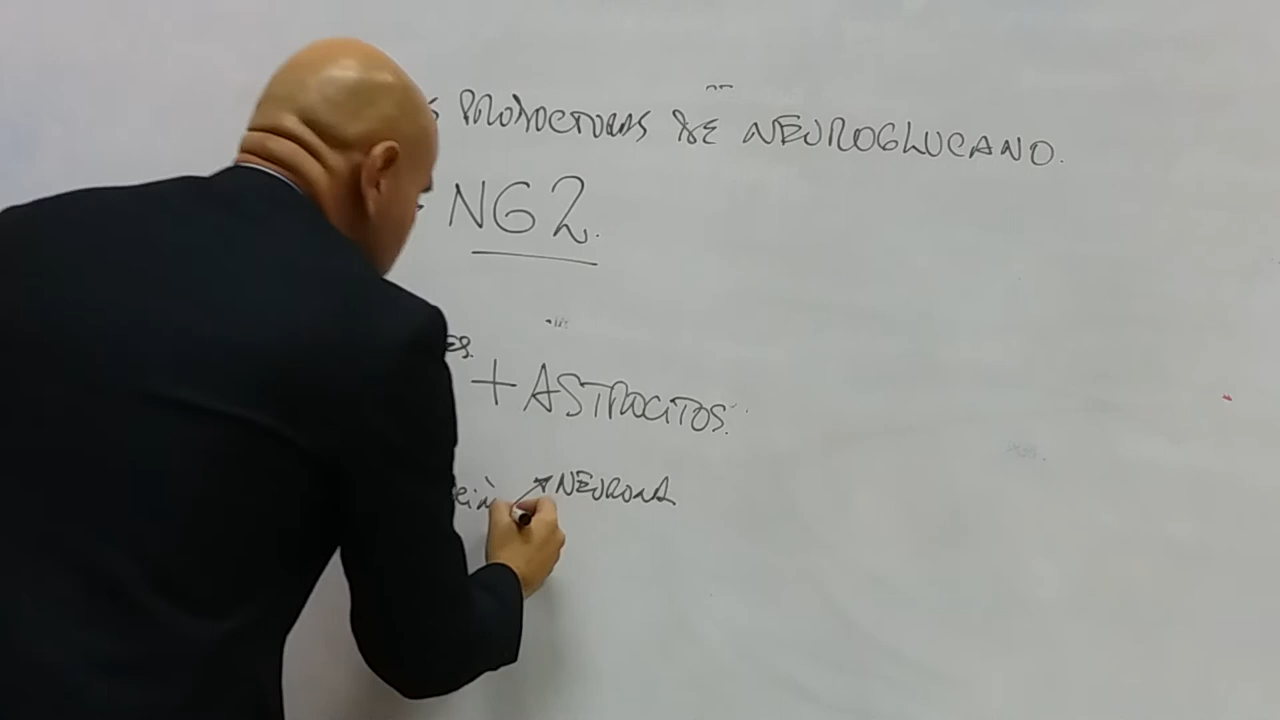 PRODUCTORAS DE NEUROGLUCANO.
NG2.
+ ASTROCITOS.
NEURONA